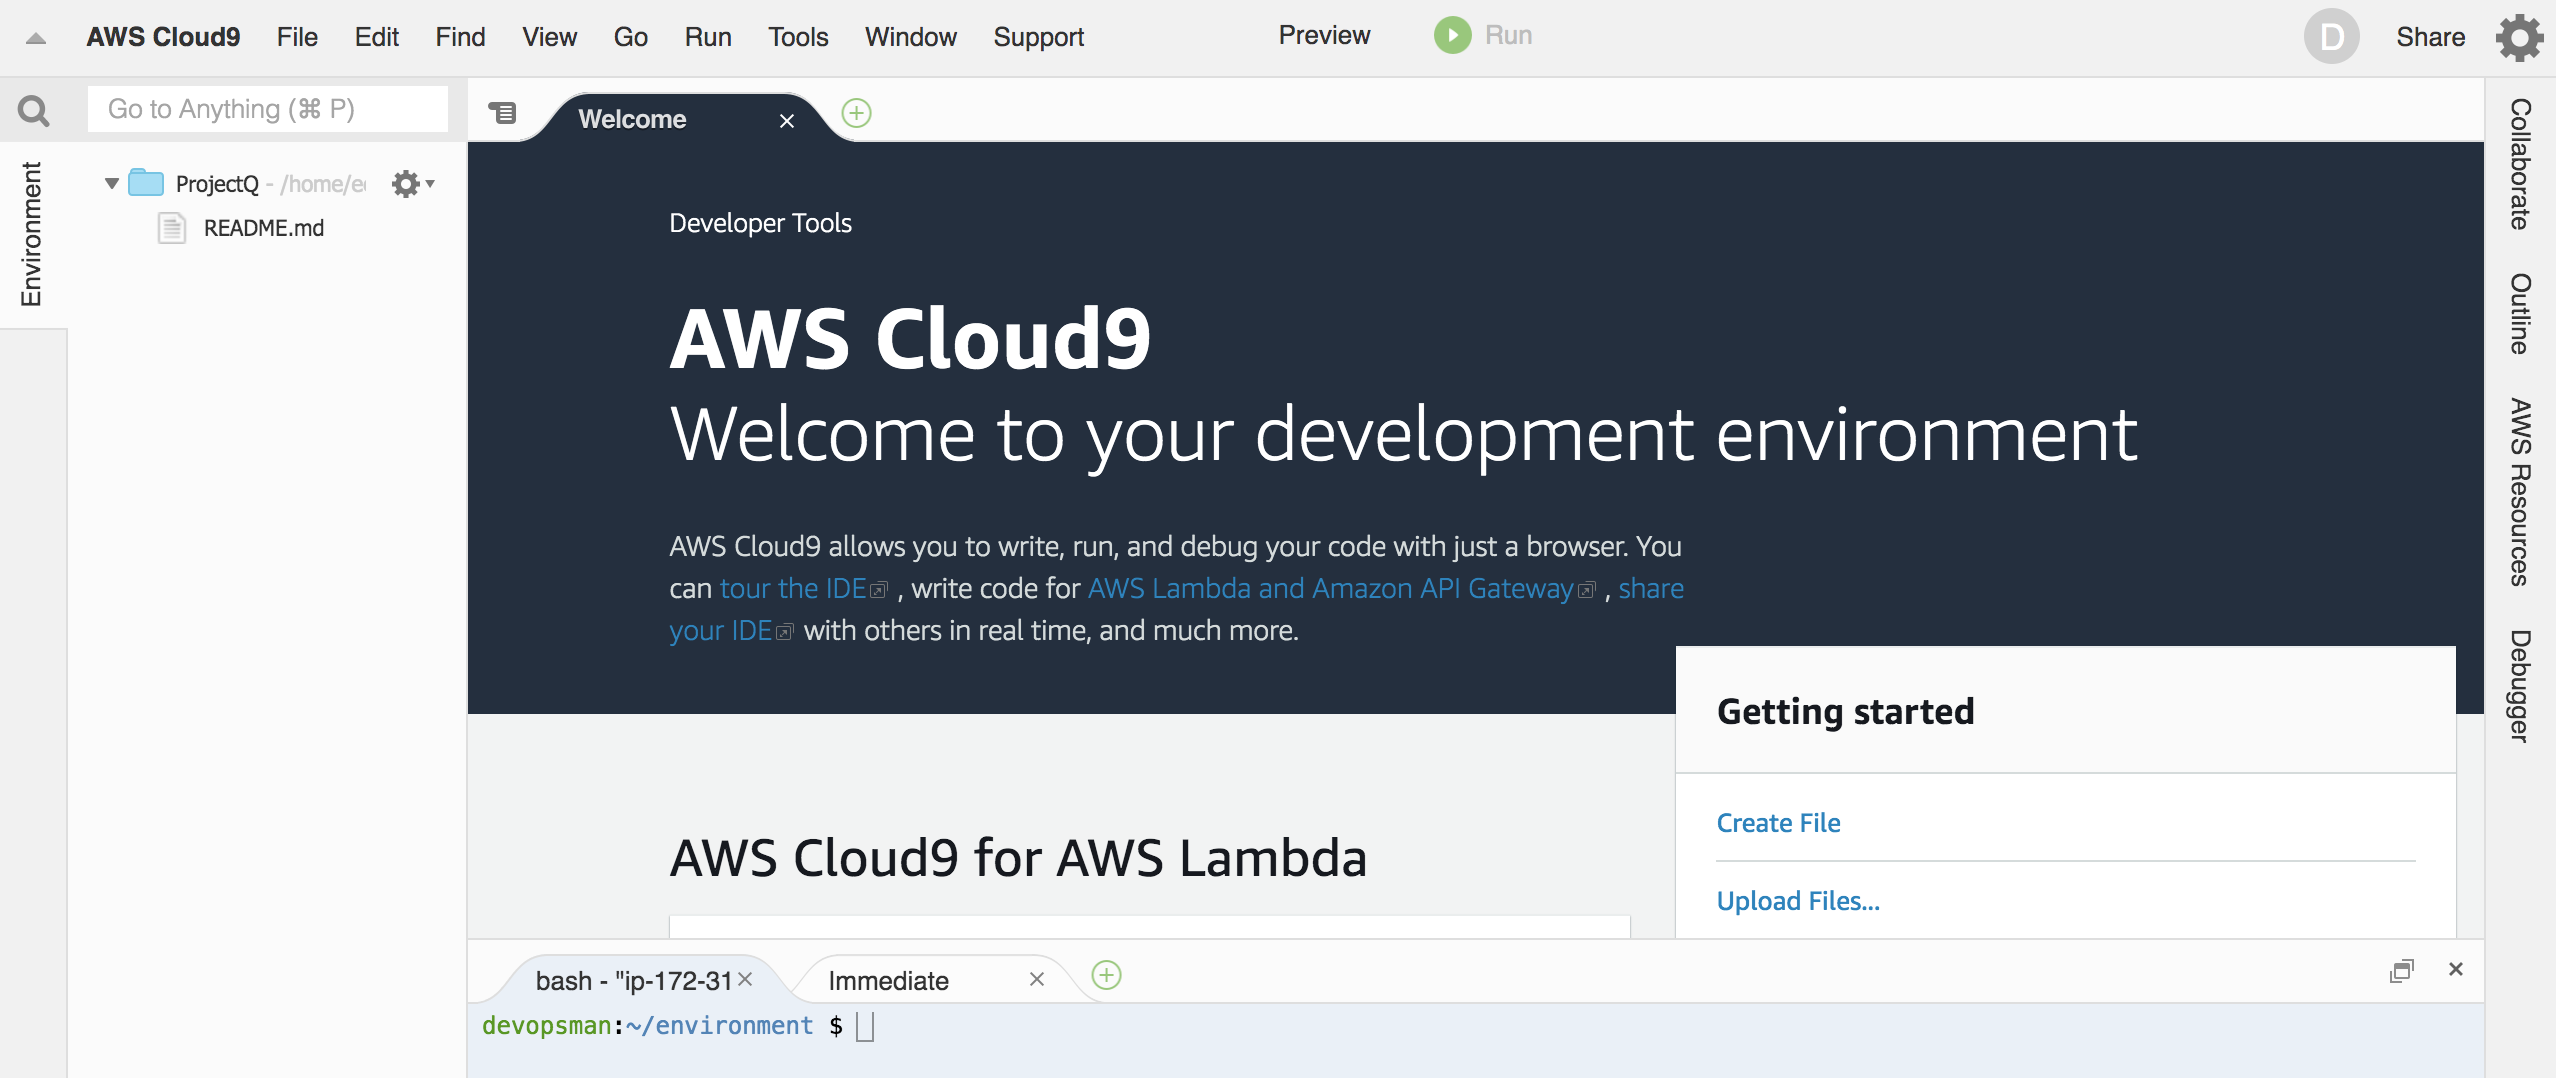 AWS Cloud9 File Edit Find View Go Run Tools Window Support Preview Run D Share
Go to Anything (⌘ P)
Environment
ProjectQ - /home/e
README.md
Welcome
Developer Tools
AWS Cloud9
Welcome to your development environment
AWS Cloud9 allows you to write, run, and debug your code with just a browser. You
can tour the IDE , write code for AWS Lambda and Amazon API Gateway , share
your IDE with others in real time, and much more.
Getting started
Create File
Upload Files...
AWS Cloud9 for AWS Lambda
bash - "ip-172-31
Immediate
devopsman:~/environment $
Collaborate
Outline
AWS Resources
Debugger